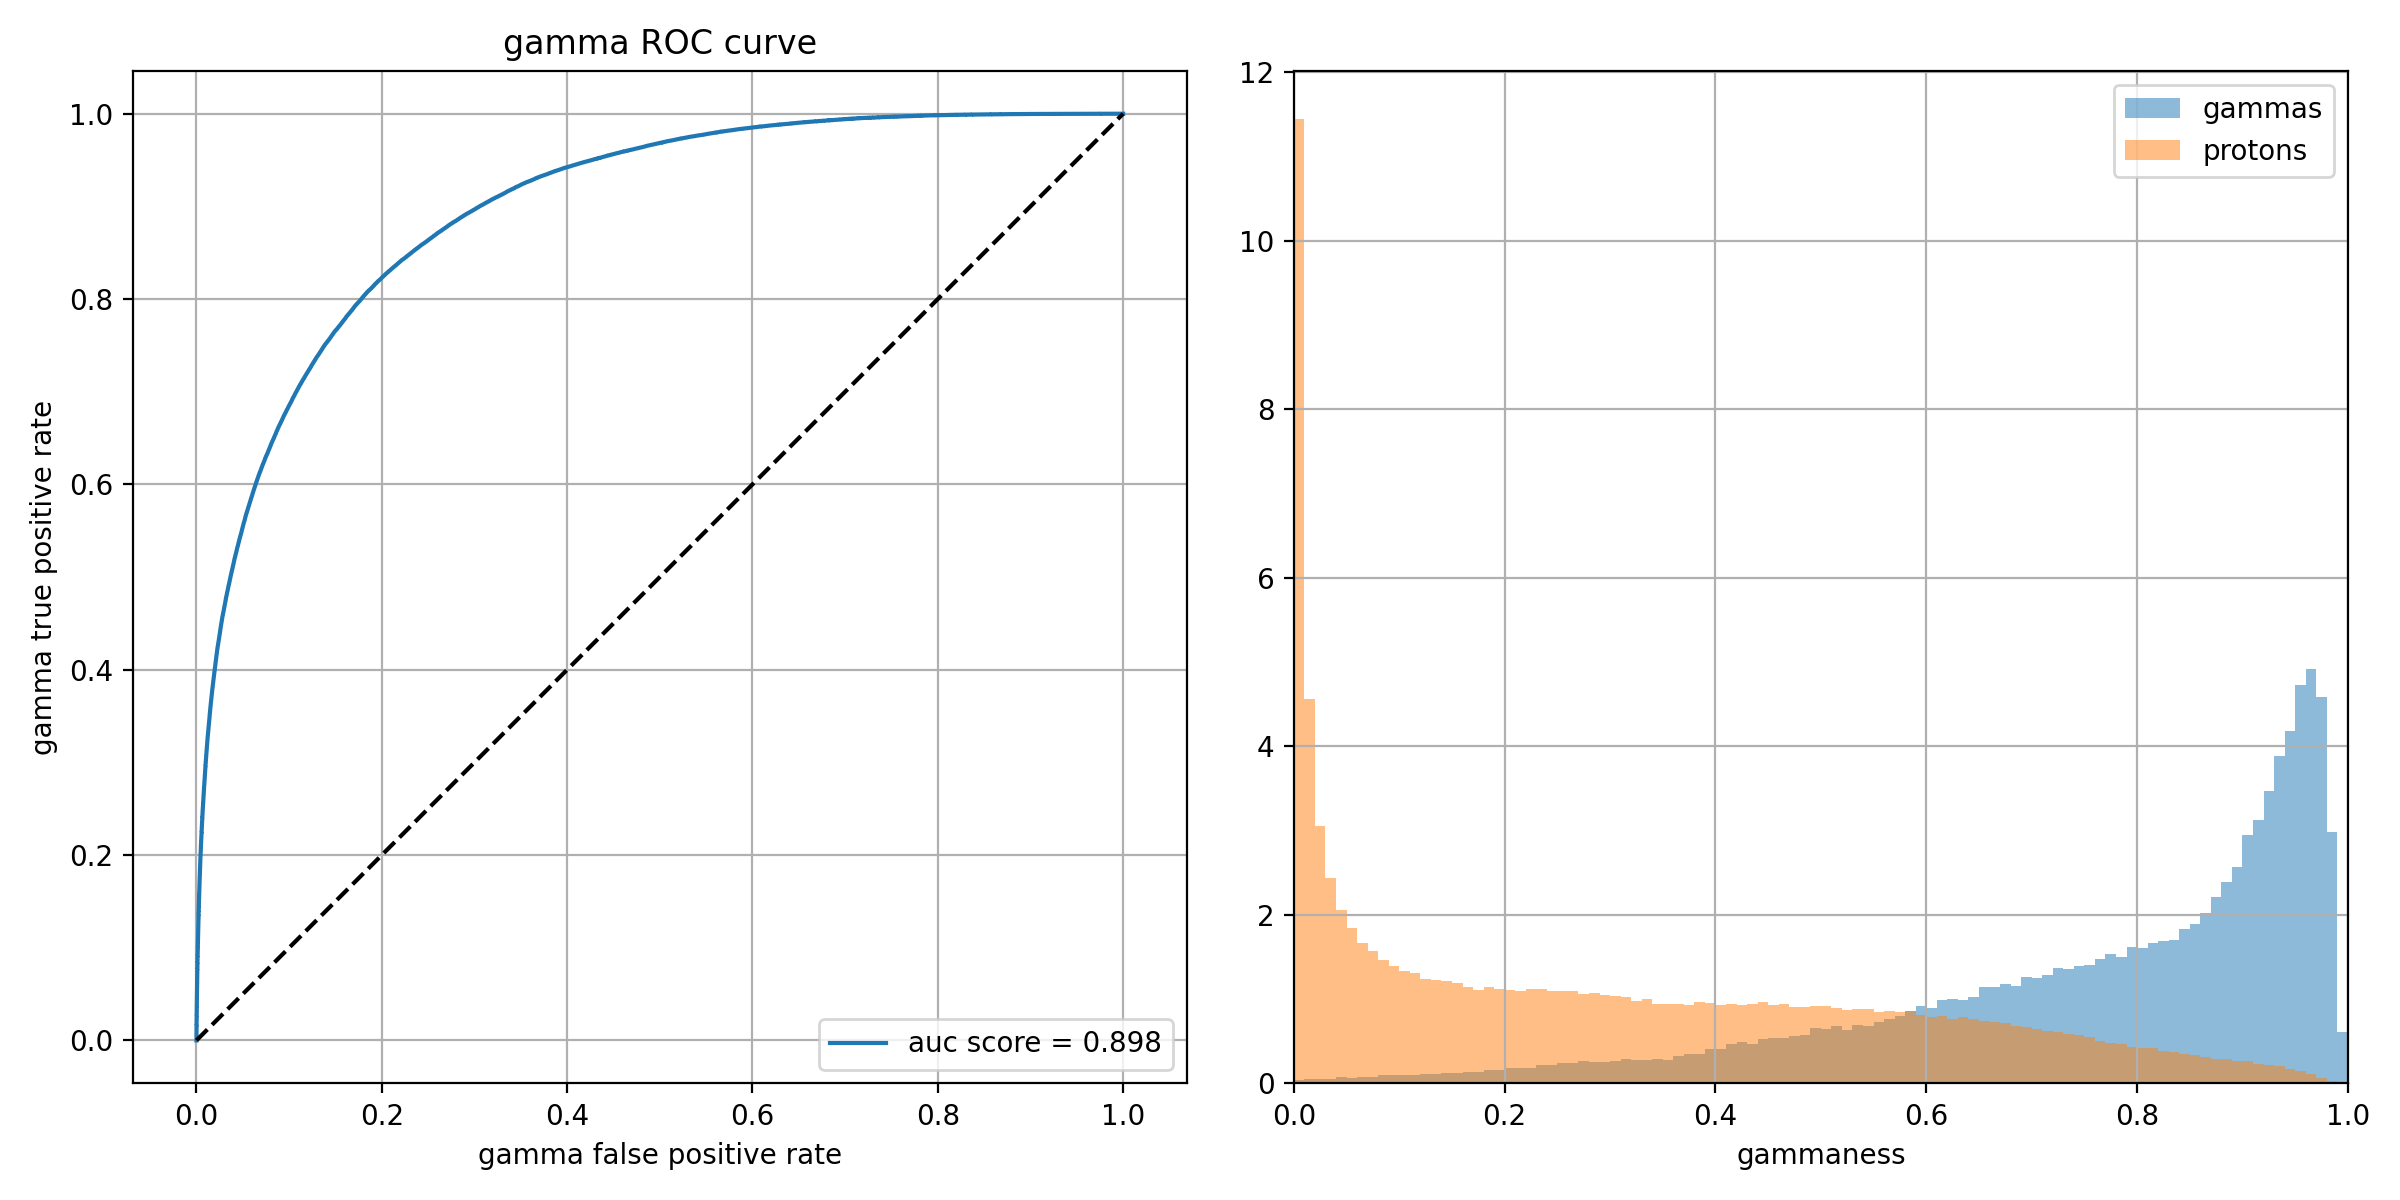 gamma ROC curve
1.0
0.8
0.6
0.4
0.2
0.0
gamma true positive rate
0.0 0.2 0.4 0.6 0.8 1.0
gamma false positive rate
auc score = 0.898
12
10
8
6
4
2
0
gammas
protons
0.0 0.2 0.4 0.6 0.8 1.0
gammaness